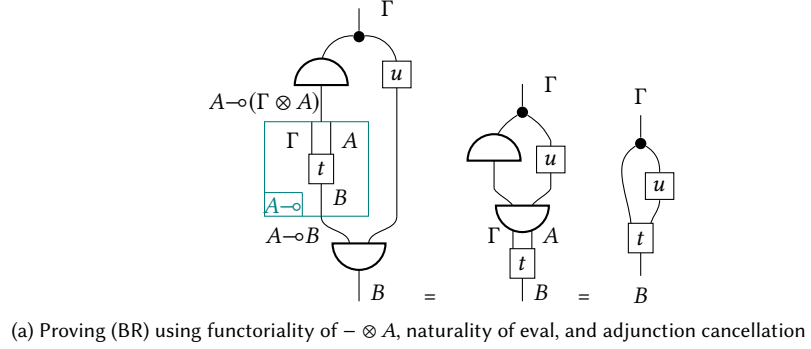 Γ
u
A⊸(Γ ⊗ A)
Γ A
t
B
A⊸
A⊸B
B
=
Γ
u
Γ A
t
B
=
Γ
u
t
B
(a) Proving (BR) using functoriality of − ⊗ A, naturality of eval, and adjunction cancellation